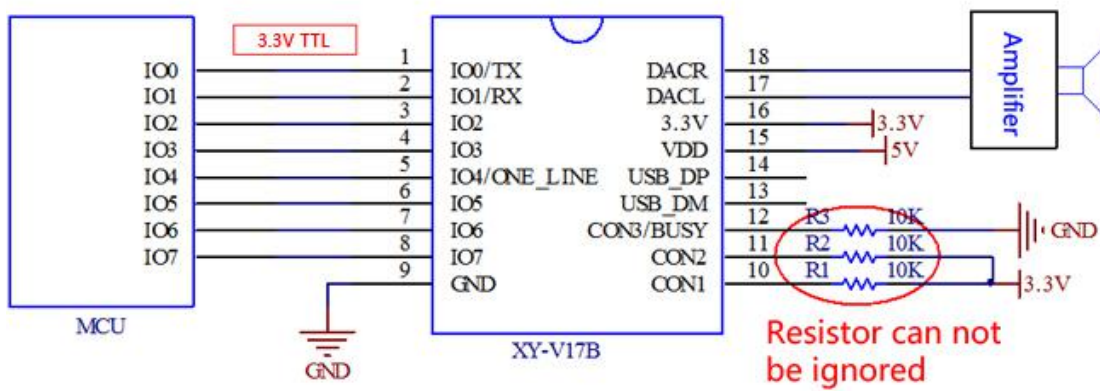 3.3V TTL
IO0
IO1
IO2
IO3
IO4
IO5
IO6
IO7
MCU
1
2
3
4
5
6
7
8
9
GND
IO0/TX
IO1/RX
IO2
IO3
IO4/ONE_LINE
IO5
IO6
IO7
GND
DACR
DACL
3.3V
VDD
USB_DP
USB_DM
CON3/BUSY
CON2
CON1
XY-V17B
18
17
16
15
14
13
12
11
10
Amplifier
3.3V
5V
R3 10K
R2 10K
R1 10K
GND
3.3V
Resistor can not
be ignored